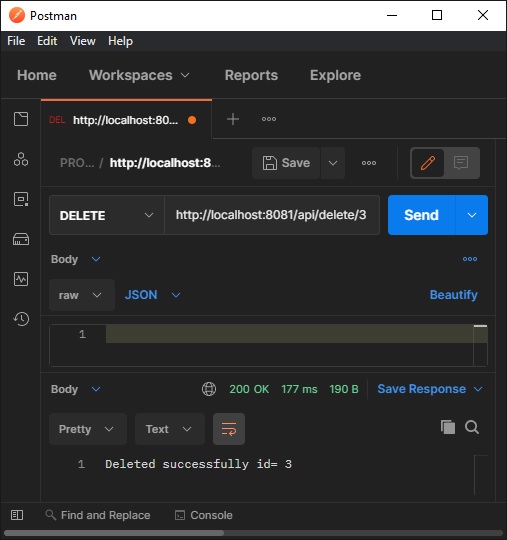 Postman
File Edit View Help
Home Workspaces Reports Explore
DEL http://localhost:80...
PRO... / http://localhost:8... Save
DELETE http://localhost:8081/api/delete/3 Send
Body
raw JSON Beautify
1
Body 200 OK 177 ms 190 B Save Response
Pretty Text
1 Deleted successfully id= 3
Find and Replace Console